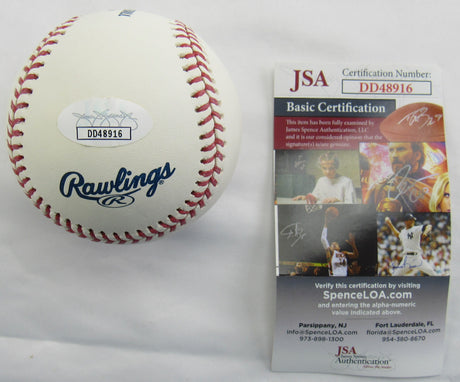 DD48916
Rawlings
R
JSA
Certification Number:
DD48916
Basic Certification
This item has been fully examined by
James Spence Authentication, LLC
and it is our considered opinion that the
signature(s) is/are genuine.
Verify this certification by visiting
SpenceLOA.com
and entering the alpha-numeric
value indicated above.
Parsippany, NJ
info@SpenceLOA.com
973-898-1300
Fort Lauderdale, FL
florida@SpenceLOA.com
954-380-8670
JSA
Authentication